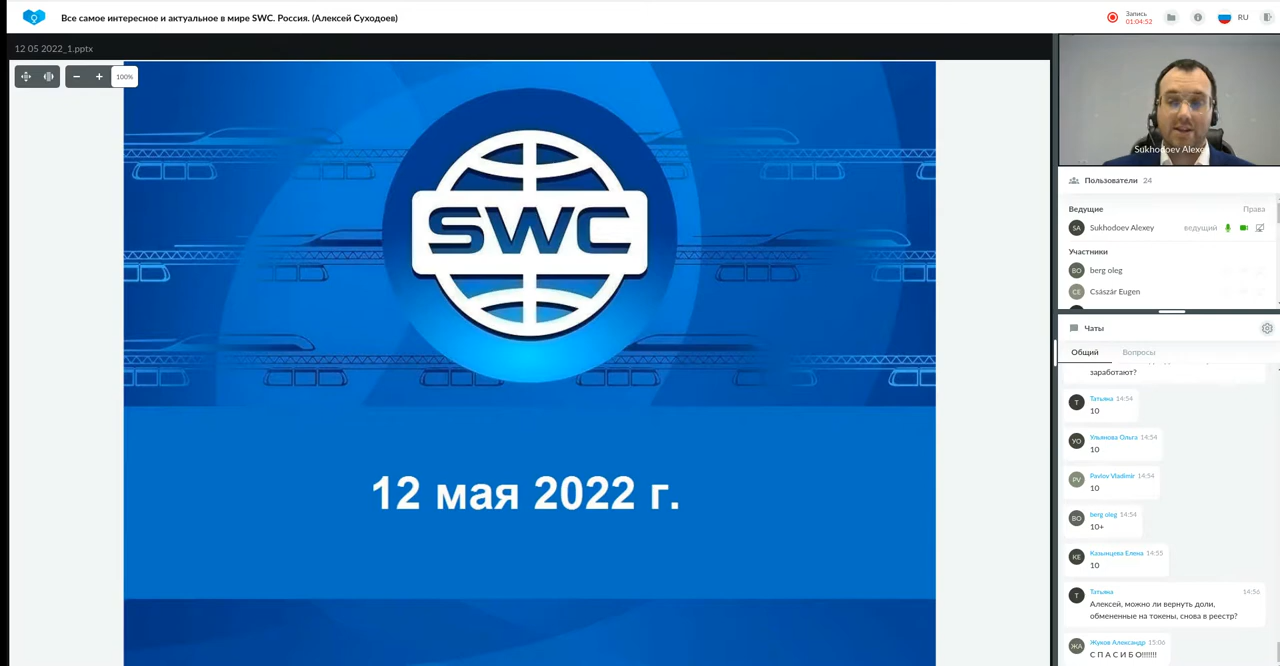 Все самое интересное и актуальное в мире SWC. Россия. (Алексей Суходоев)
Запись
01:04:52
RU
12 05 2022_1.pptx
100%
SWC
12 мая 2022 г.
Sukhodoev Alexey
Пользователи 24
Ведущие Права
SA Sukhodoev Alexey ведущий
Участники
BO berg oleg
CE Császár Eugen
Чаты
Общий Вопросы
заработают?
Т Татьяна 14:54
10
УО Ульянова Ольга 14:54
10
PV Pavlov Vladimir 14:54
10
BO berg oleg 14:54
10+
КЕ Казынцева Елена 14:55
10
Т Татьяна 14:56
Алексей, можно ли вернуть доли,
обмененные на токены, снова в реестр?
ЖА Жуков Александр 15:06
С П А С И Б О!!!!!!!